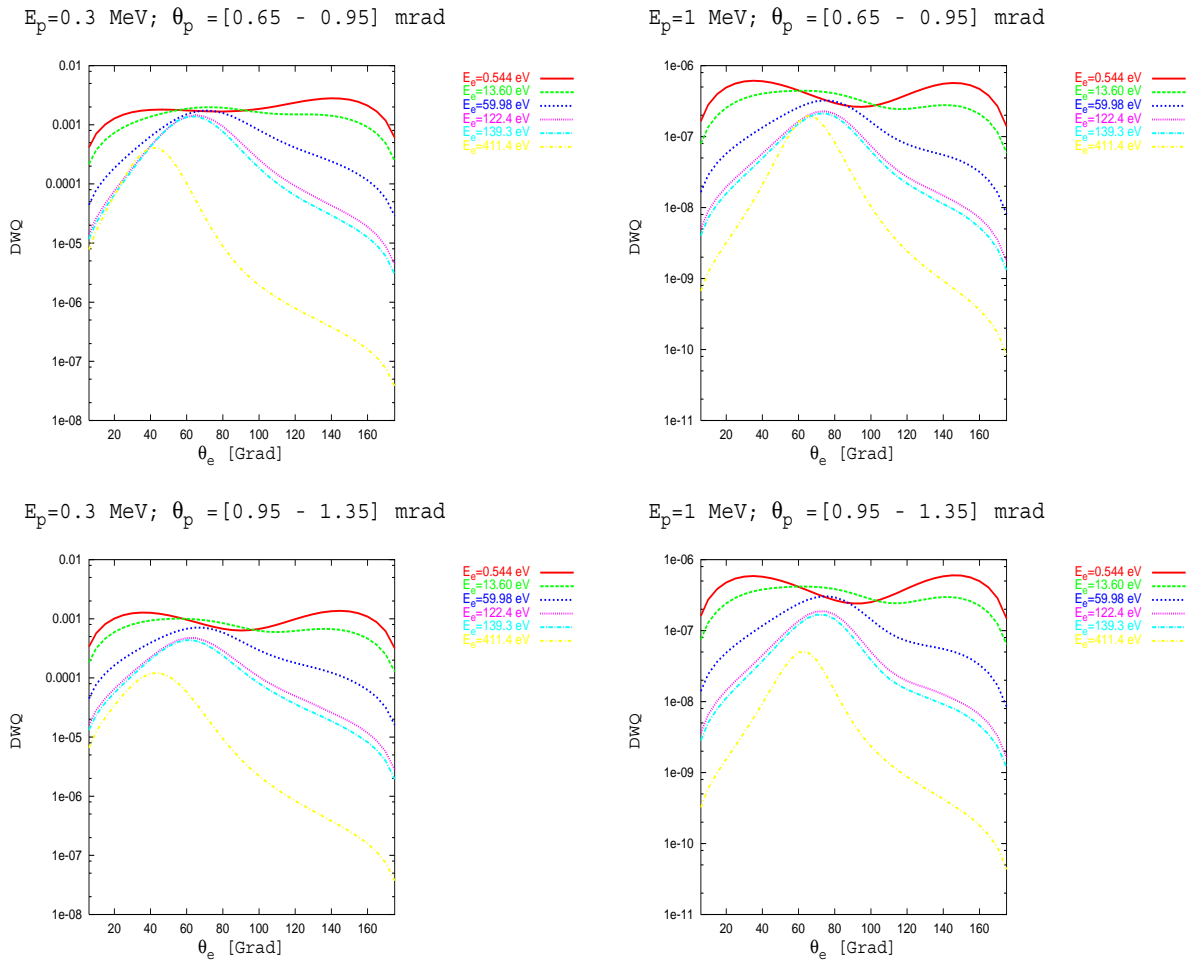 E_p=0.3 MeV; θ_p =[0.65 - 0.95] mrad
0.01
0.001
0.0001
1e-05
1e-06
1e-07
1e-08
DWQ
20 40 60 80 100 120 140 160
θ_e [Grad]
E_e=0.544 eV
E_e=13.60 eV
E_e=59.98 eV
E_e=122.4 eV
E_e=139.3 eV
E_e=411.4 eV
E_p=1 MeV; θ_p =[0.65 - 0.95] mrad
1e-06
1e-07
1e-08
1e-09
1e-10
1e-11
DWQ
20 40 60 80 100 120 140 160
θ_e [Grad]
E_e=0.544 eV
E_e=13.60 eV
E_e=59.98 eV
E_e=122.4 eV
E_e=139.3 eV
E_e=411.4 eV
E_p=0.3 MeV; θ_p =[0.95 - 1.35] mrad
0.01
0.001
0.0001
1e-05
1e-06
1e-07
1e-08
DWQ
20 40 60 80 100 120 140 160
θ_e [Grad]
E_e=0.544 eV
E_e=13.60 eV
E_e=59.98 eV
E_e=122.4 eV
E_e=139.3 eV
E_e=411.4 eV
E_p=1 MeV; θ_p =[0.95 - 1.35] mrad
1e-06
1e-07
1e-08
1e-09
1e-10
1e-11
DWQ
20 40 60 80 100 120 140 160
θ_e [Grad]
E_e=0.544 eV
E_e=13.60 eV
E_e=59.98 eV
E_e=122.4 eV
E_e=139.3 eV
E_e=411.4 eV